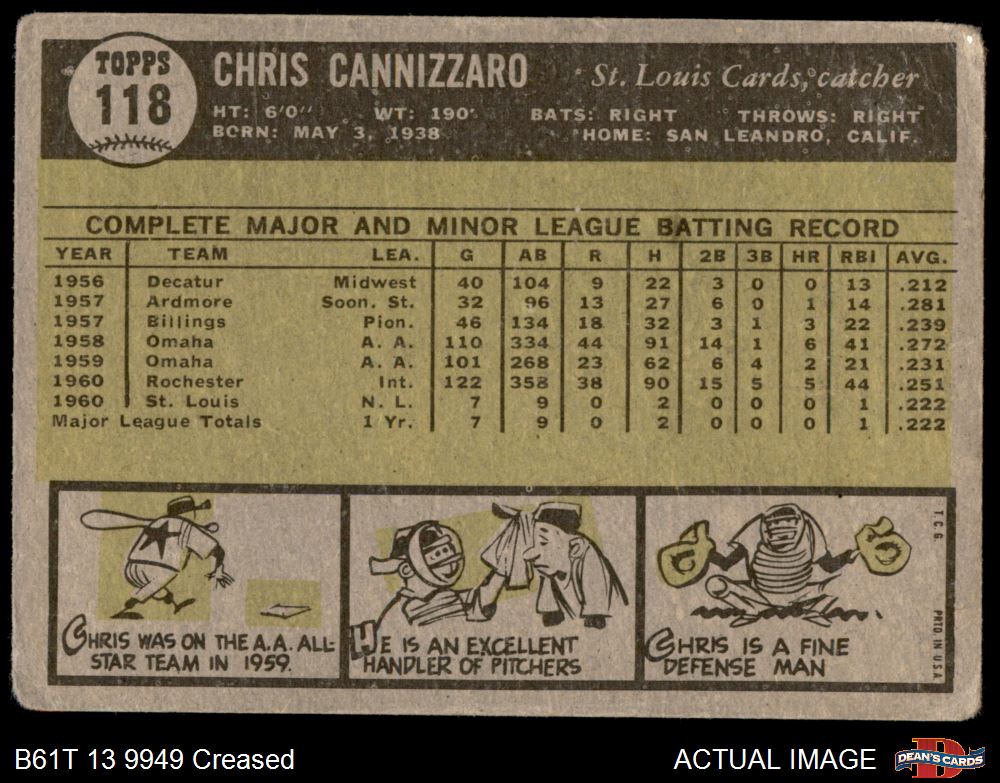 TOPPS
118
CHRIS CANNIZZARO St. Louis Cards, catcher
HT: 6'0" WT: 190 BATS: RIGHT THROWS: RIGHT
BORN: MAY 3, 1938 HOME: SAN LEANDRO, CALIF.
COMPLETE MAJOR AND MINOR LEAGUE BATTING RECORD
YEAR TEAM LEA. G AB R H 2B 3B HR RBI AVG.
1956 Decatur Midwest 40 104 9 22 3 0 0 13 .212
1957 Ardmore Soon. St. 32 96 13 27 6 0 1 14 .281
1957 Billings Pion. 46 134 18 32 3 1 3 22 .239
1958 Omaha A. A. 110 334 44 91 14 1 6 41 .272
1959 Omaha A. A. 101 268 23 62 6 4 2 21 .231
1960 Rochester Int. 122 358 38 90 15 5 5 44 .251
1960 St. Louis N. L. 7 9 0 2 0 0 0 1 .222
Major League Totals 1 Yr. 7 9 0 2 0 0 0 1 .222
CHRIS WAS ON THE A.A. ALL-
STAR TEAM IN 1959.
HE IS AN EXCELLENT
HANDLER OF PITCHERS
CHRIS IS A FINE
DEFENSE MAN
T. C. G.
PRTD. IN U.S.A.
B61T 13 9949 Creased
ACTUAL IMAGE
DEAN'S CARDS